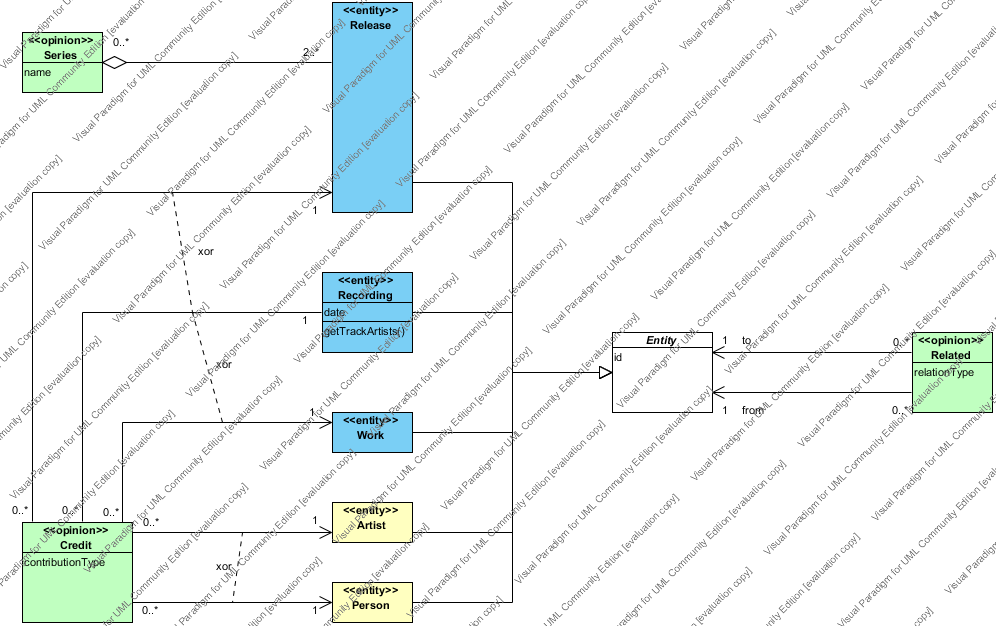 <<entity>>
Release
<<opinion>>
Series
name
0..*
2..*
1
xor
<<entity>>
Recording
date
getTrackArtists()
1
xor
<<entity>>
Work
1
Entity
id
1
to
0..*
1
from
0..*
<<opinion>>
Related
relationType
0..*
0..*
0..*
<<opinion>>
Credit
contributionType
0..*
1
<<entity>>
Artist
xor
0..*
1
<<entity>>
Person
Visual Paradigm for UML Community Edition [evaluation copy]